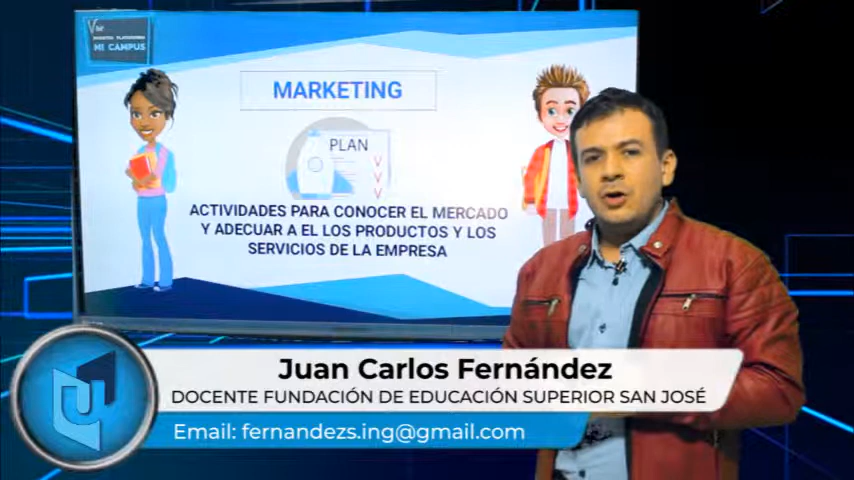 MI CAMPUS
MARKETING
PLAN
ACTIVIDADES PARA CONOCER EL MERCADO
Y ADECUAR A EL LOS PRODUCTOS Y LOS
SERVICIOS DE LA EMPRESA
Juan Carlos Fernández
DOCENTE FUNDACIÓN DE EDUCACIÓN SUPERIOR SAN JOSÉ
Email: fernandezs.ing@gmail.com